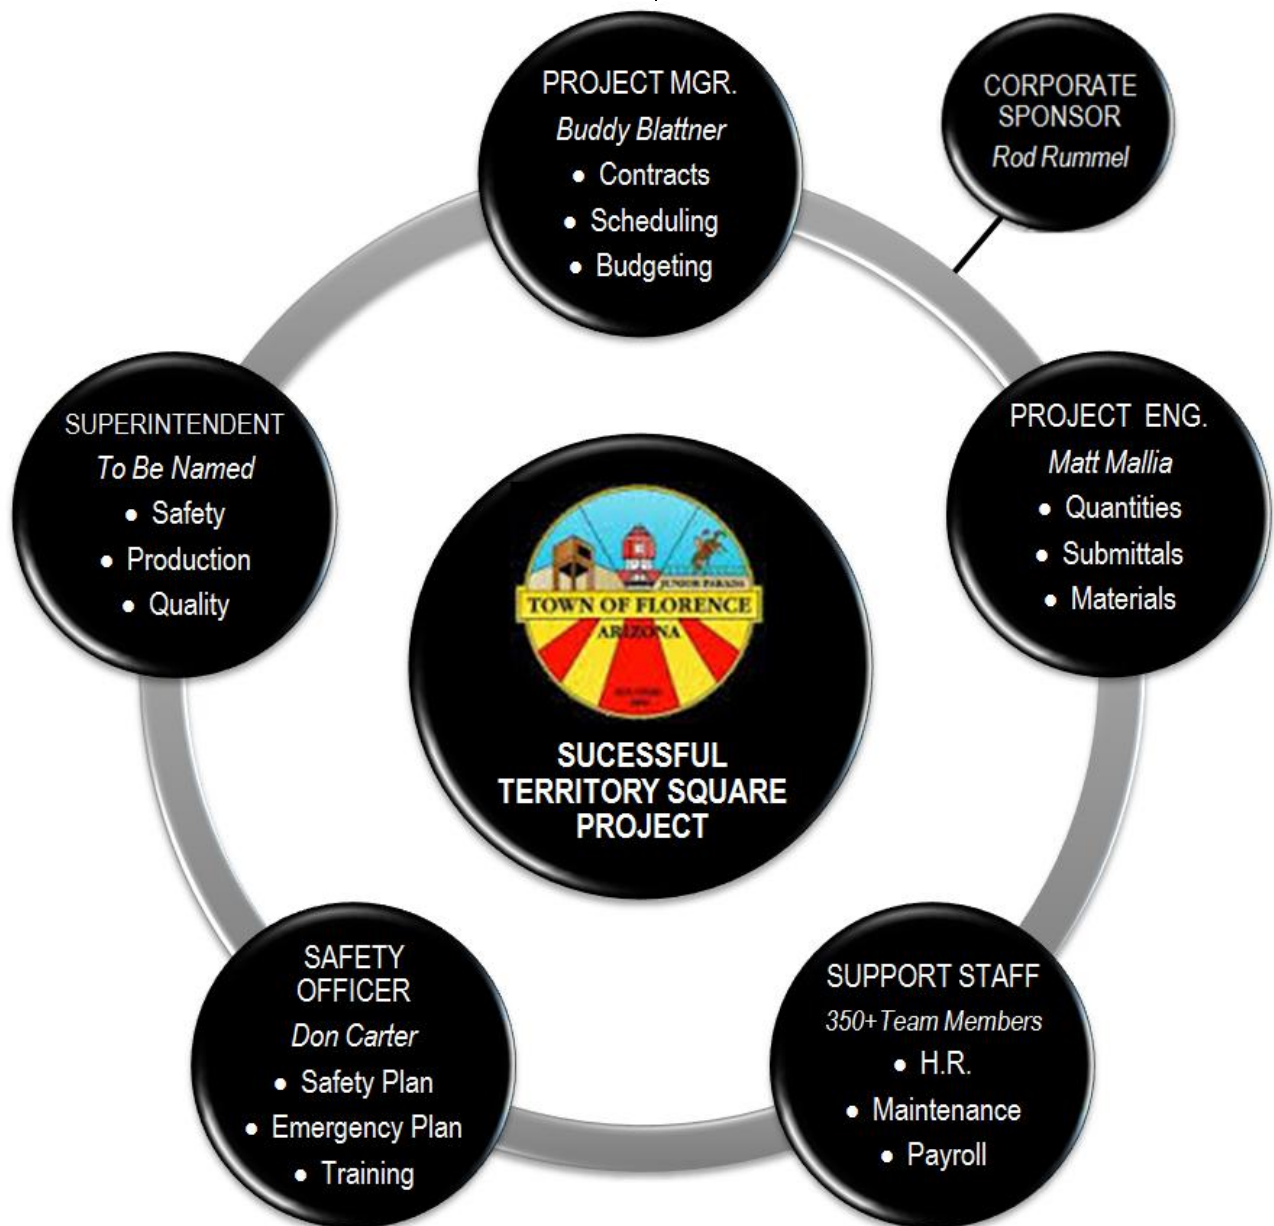 PROJECT MGR.
Buddy Blattner
• Contracts
• Scheduling
• Budgeting
CORPORATE
SPONSOR
Rod Rummel
SUPERINTENDENT
To Be Named
• Safety
• Production
• Quality
PROJECT ENG.
Matt Mallia
• Quantities
• Submittals
• Materials
JUNIOR PARADA
TOWN OF FLORENCE
ARIZONA
SUCESSFUL
TERRITORY SQUARE
PROJECT
SAFETY
OFFICER
Don Carter
• Safety Plan
• Emergency Plan
• Training
SUPPORT STAFF
350+Team Members
• H.R.
• Maintenance
• Payroll